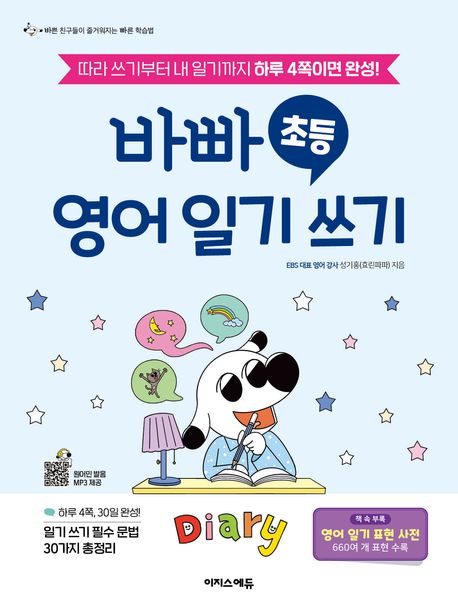 바쁜 친구들이 즐거워지는 빠른 학습법
따라 쓰기부터 내 일기까지 하루 4쪽이면 완성!
바빠 초등
영어 일기 쓰기
EBS 대표 영어 강사 성기홍(효린파파) 지음
원어민 발음
MP3 제공
하루 4쪽, 30일 완성!
일기 쓰기 필수 문법
30가지 총정리
Diary
책 속 부록
영어 일기 표현 사전
660여 개 표현 수록
이지스에듀